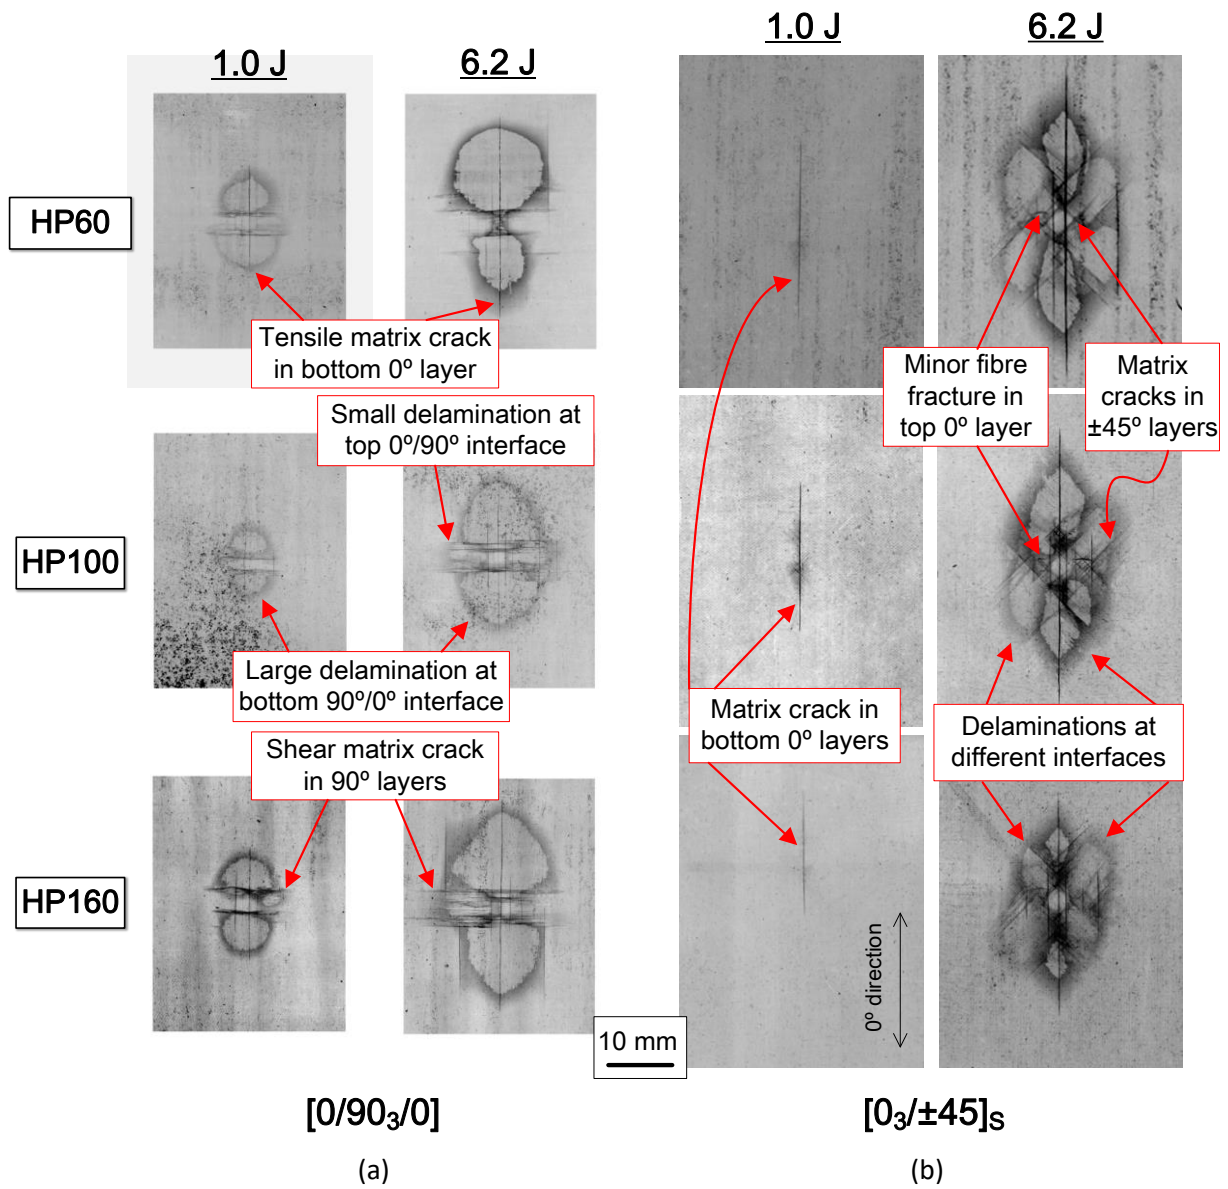 1.0 J
6.2 J
1.0 J
6.2 J
HP60
Tensile matrix crack
in bottom 0º layer
Minor fibre
fracture in
top 0º layer
Matrix
cracks in
±45º layers
Small delamination at
top 0º/90º interface
HP100
Large delamination at
bottom 90º/0º interface
Matrix crack in
bottom 0º layers
Delaminations at
different interfaces
Shear matrix crack
in 90º layers
HP160
0º direction
10 mm
[0/90₃/0]
[0₃/±45]ₛ
(a)
(b)